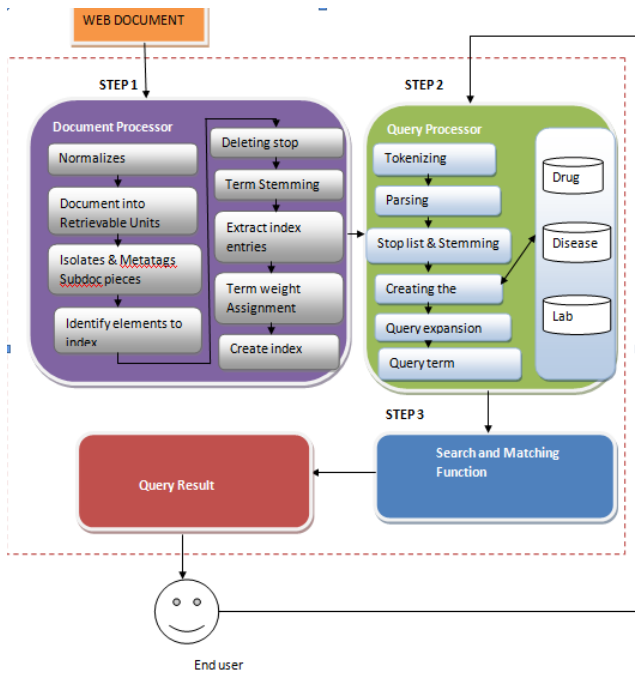 WEB DOCUMENT
STEP 1
Document Processor
Normalizes
Document into
Retrievable Units
Isolates & Metatags
Subdoc pieces
Identify elements to
index
Deleting stop
Term Stemming
Extract index
entries
Term weight
Assignment
Create index
STEP 2
Query Processor
Tokenizing
Parsing
Stop list & Stemming
Creating the
Query expansion
Query term
Drug
Disease
Lab
STEP 3
Search and Matching
Function
Query Result
End user